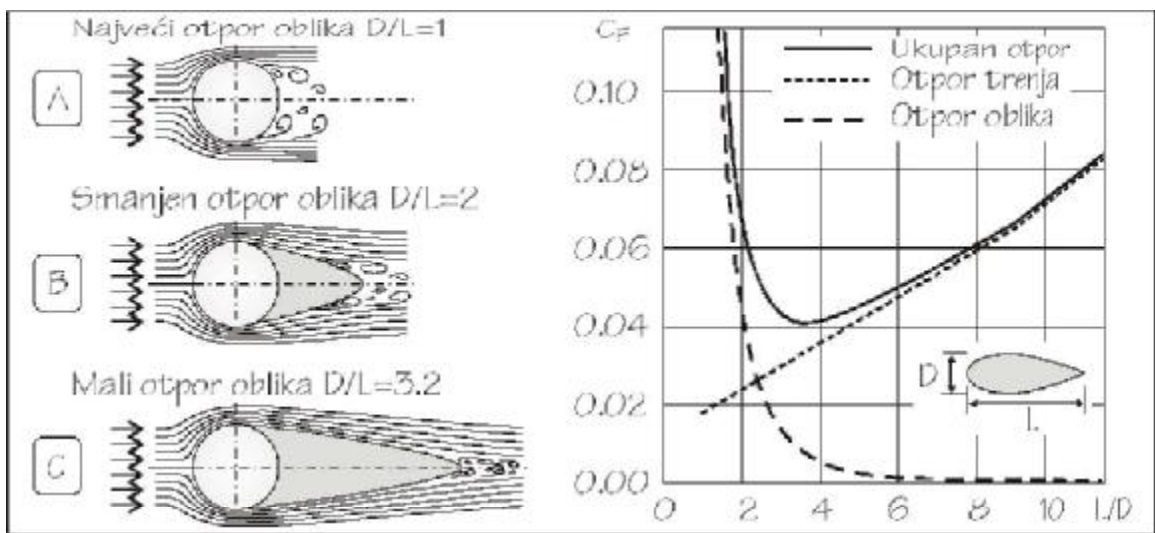 Najveći otpor oblika D/L=1
A
Smanjen otpor oblika D/L=2
B
Mali otpor oblika D/L=3.2
C
CF
Ukupan otpor
Otpor trenja
Otpor oblika
0.10
0.08
0.06
0.04
0.02
0.00
D
L
0 2 4 6 8 10 L/D